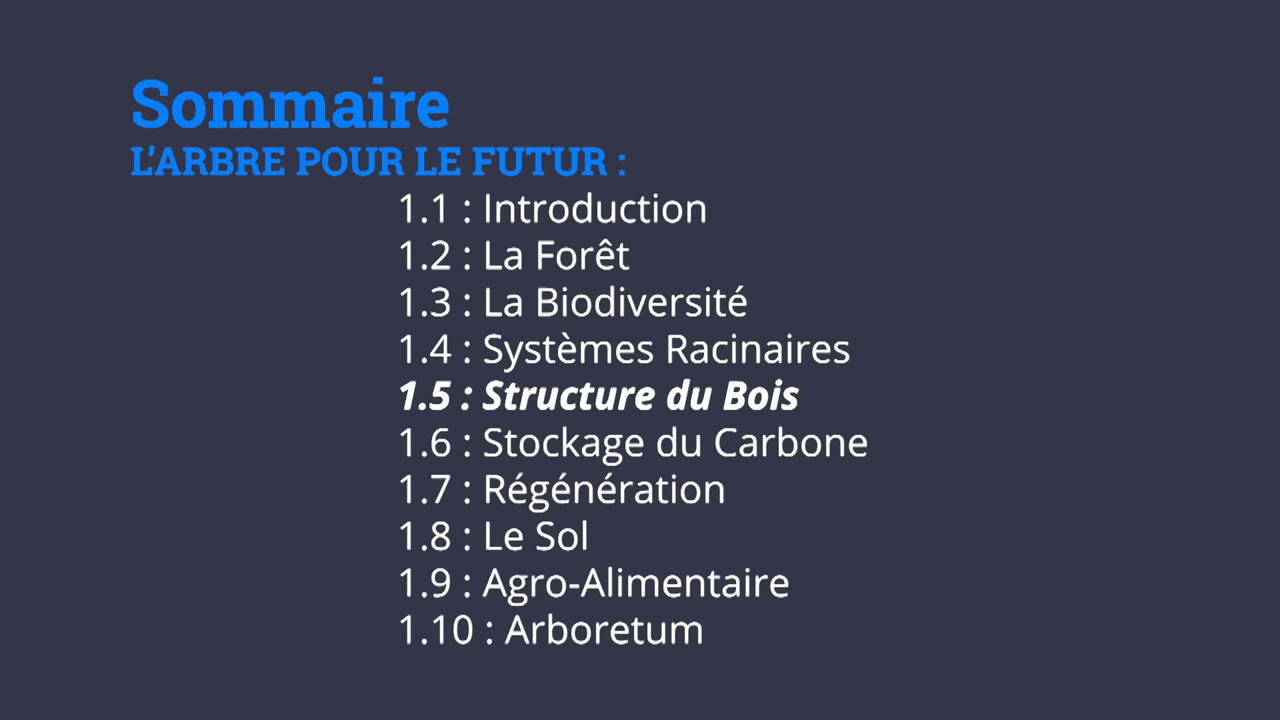 Sommaire
L’ARBRE POUR LE FUTUR :
1.1 : Introduction
1.2 : La Forêt
1.3 : La Biodiversité
1.4 : Systèmes Racinaires
1.5 : Structure du Bois
1.6 : Stockage du Carbone
1.7 : Régénération
1.8 : Le Sol
1.9 : Agro-Alimentaire
1.10 : Arboretum